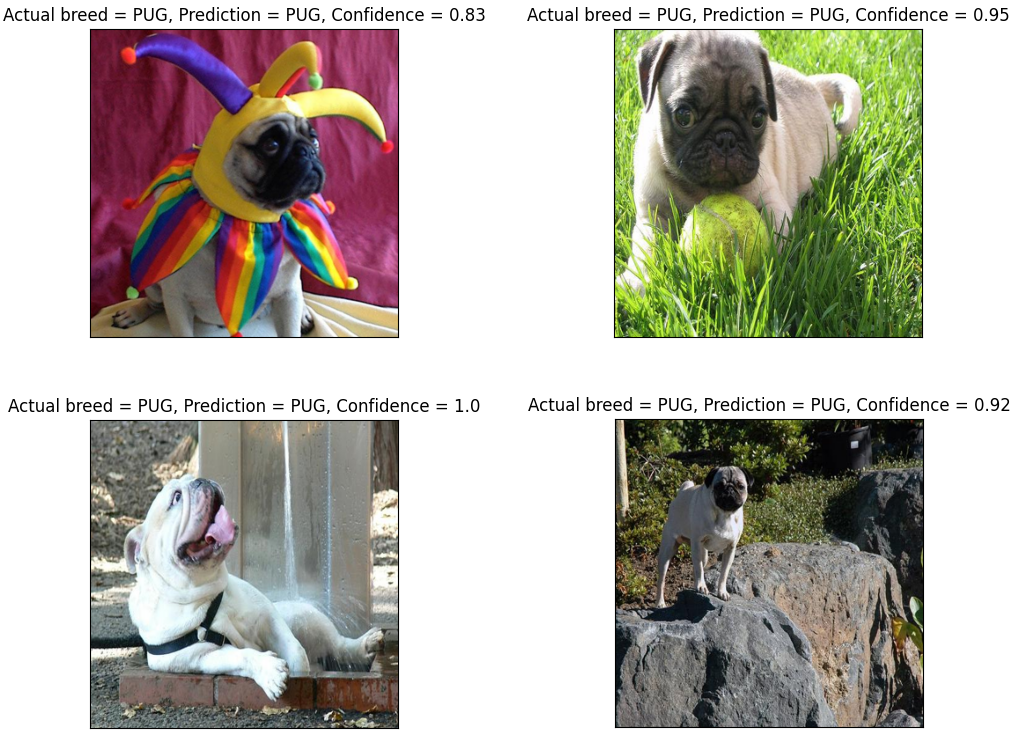 Actual breed = PUG, Prediction = PUG, Confidence = 0.83
Actual breed = PUG, Prediction = PUG, Confidence = 0.95
Actual breed = PUG, Prediction = PUG, Confidence = 1.0
Actual breed = PUG, Prediction = PUG, Confidence = 0.92